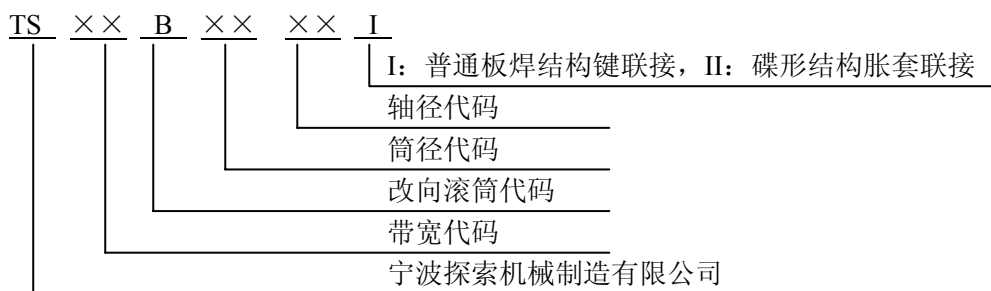 TS ×× B ×× ×× I
I：普通板焊结构键联接，II：碟形结构胀套联接
轴径代码
筒径代码
改向滚筒代码
带宽代码
宁波探索机械制造有限公司